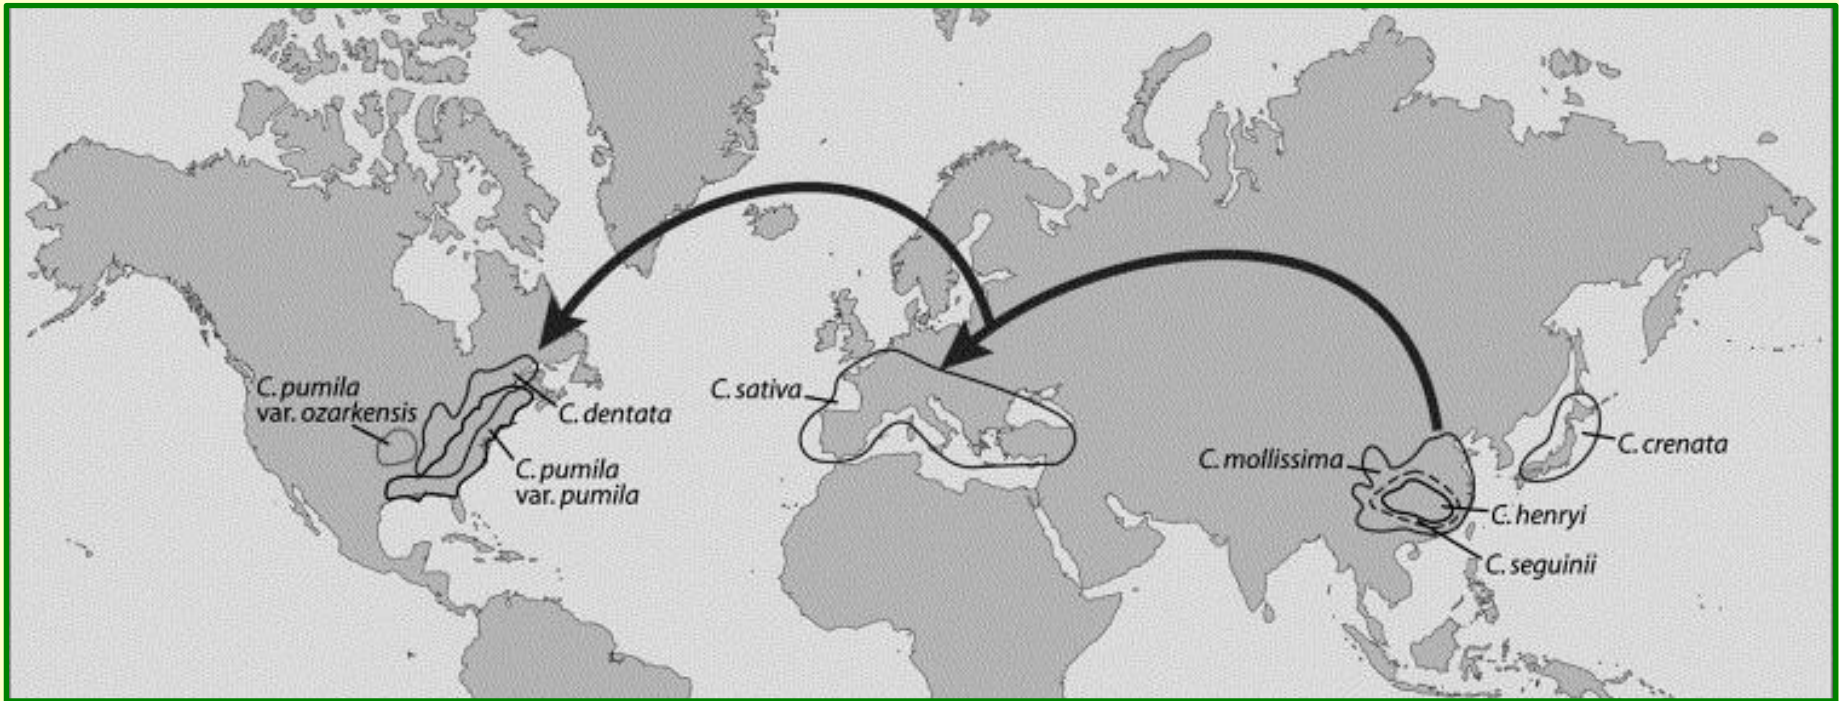 C. pumila
var. ozarkensis
C. dentata
C. pumila
var. pumila
C. sativa
C. mollissima
C. crenata
C. henryi
C. seguinii